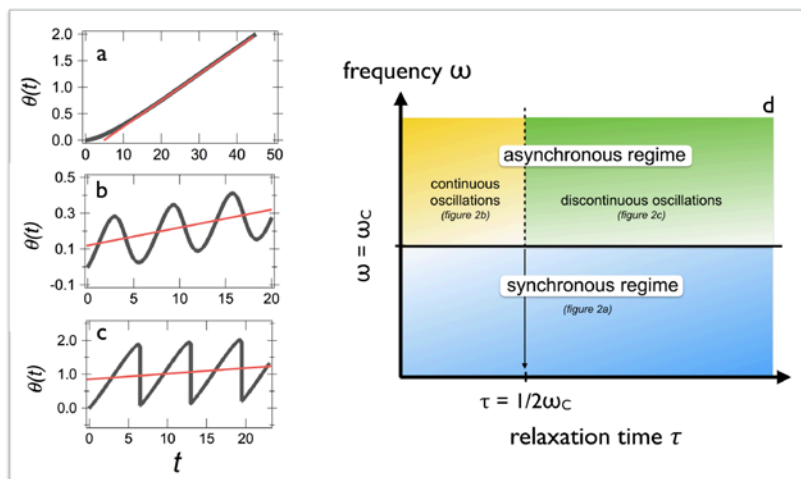 a
θ(t)
2.0
1.5
1.0
0.5
0.0
0 10 20 30 40 50
b
θ(t)
0.5
0.3
0.1
-0.1
0 5 10 15 20
c
θ(t)
2.0
1.0
0.0
0 5 10 15 20
t
frequency ω
d
asynchronous regime
continuous
oscillations
(figure 2b)
discontinuous oscillations
(figure 2c)
ω = ωC
synchronous regime
(figure 2a)
τ = 1/2ωC
relaxation time τ